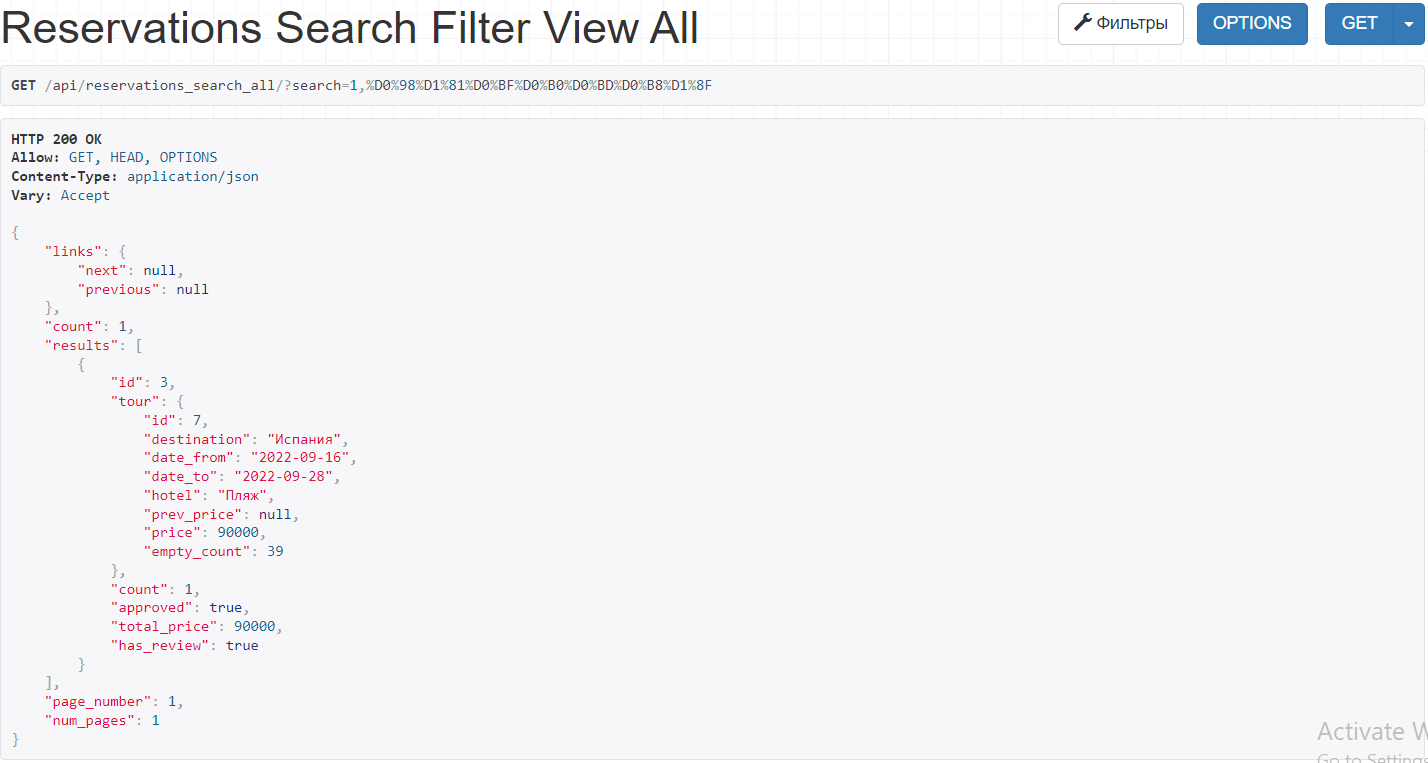 Reservations Search Filter View All
Фильтры
OPTIONS
GET
GET /api/reservations_search_all/?search=1,%D0%98%D1%81%D0%BF%D0%B0%D0%BD%D0%B8%D1%8F
HTTP 200 OK
Allow: GET, HEAD, OPTIONS
Content-Type: application/json
Vary: Accept
{
    "links": {
        "next": null,
        "previous": null
    },
    "count": 1,
    "results": [
        {
            "id": 3,
            "tour": {
                "id": 7,
                "destination": "Испания",
                "date_from": "2022-09-16",
                "date_to": "2022-09-28",
                "hotel": "Пляж",
                "prev_price": null,
                "price": 90000,
                "empty_count": 39
            },
            "count": 1,
            "approved": true,
            "total_price": 90000,
            "has_review": true
        }
    ],
    "page_number": 1,
    "num_pages": 1
}
Activate W
Go to Settings